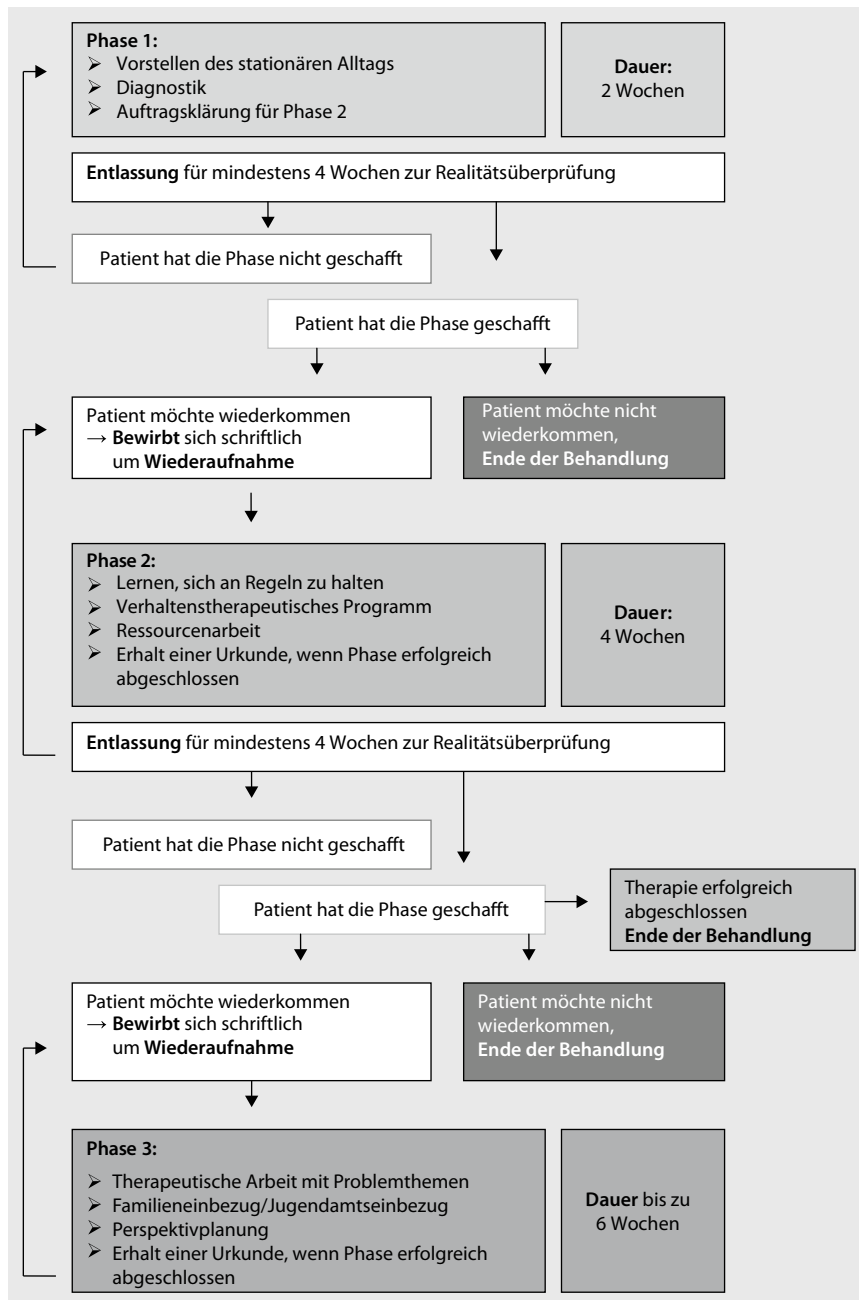 Phase 1:
➢ Vorstellen des stationären Alltags
➢ Diagnostik
➢ Auftragsklärung für Phase 2
Dauer:
2 Wochen
Entlassung für mindestens 4 Wochen zur Realitätsüberprüfung
Patient hat die Phase nicht geschafft
Patient hat die Phase geschafft
Patient möchte wiederkommen
→ Bewirbt sich schriftlich
um Wiederaufnahme
Patient möchte nicht
wiederkommen,
Ende der Behandlung
Phase 2:
➢ Lernen, sich an Regeln zu halten
➢ Verhaltenstherapeutisches Programm
➢ Ressourcenarbeit
➢ Erhalt einer Urkunde, wenn Phase erfolgreich
abgeschlossen
Dauer:
4 Wochen
Entlassung für mindestens 4 Wochen zur Realitätsüberprüfung
Patient hat die Phase nicht geschafft
Patient hat die Phase geschafft
Therapie erfolgreich
abgeschlossen
Ende der Behandlung
Patient möchte wiederkommen
→ Bewirbt sich schriftlich
um Wiederaufnahme
Patient möchte nicht
wiederkommen,
Ende der Behandlung
Phase 3:
➢ Therapeutische Arbeit mit Problemthemen
➢ Familieneinbezug/Jugendamtseinbezug
➢ Perspektivplanung
➢ Erhalt einer Urkunde, wenn Phase erfolgreich
abgeschlossen
Dauer bis zu
6 Wochen